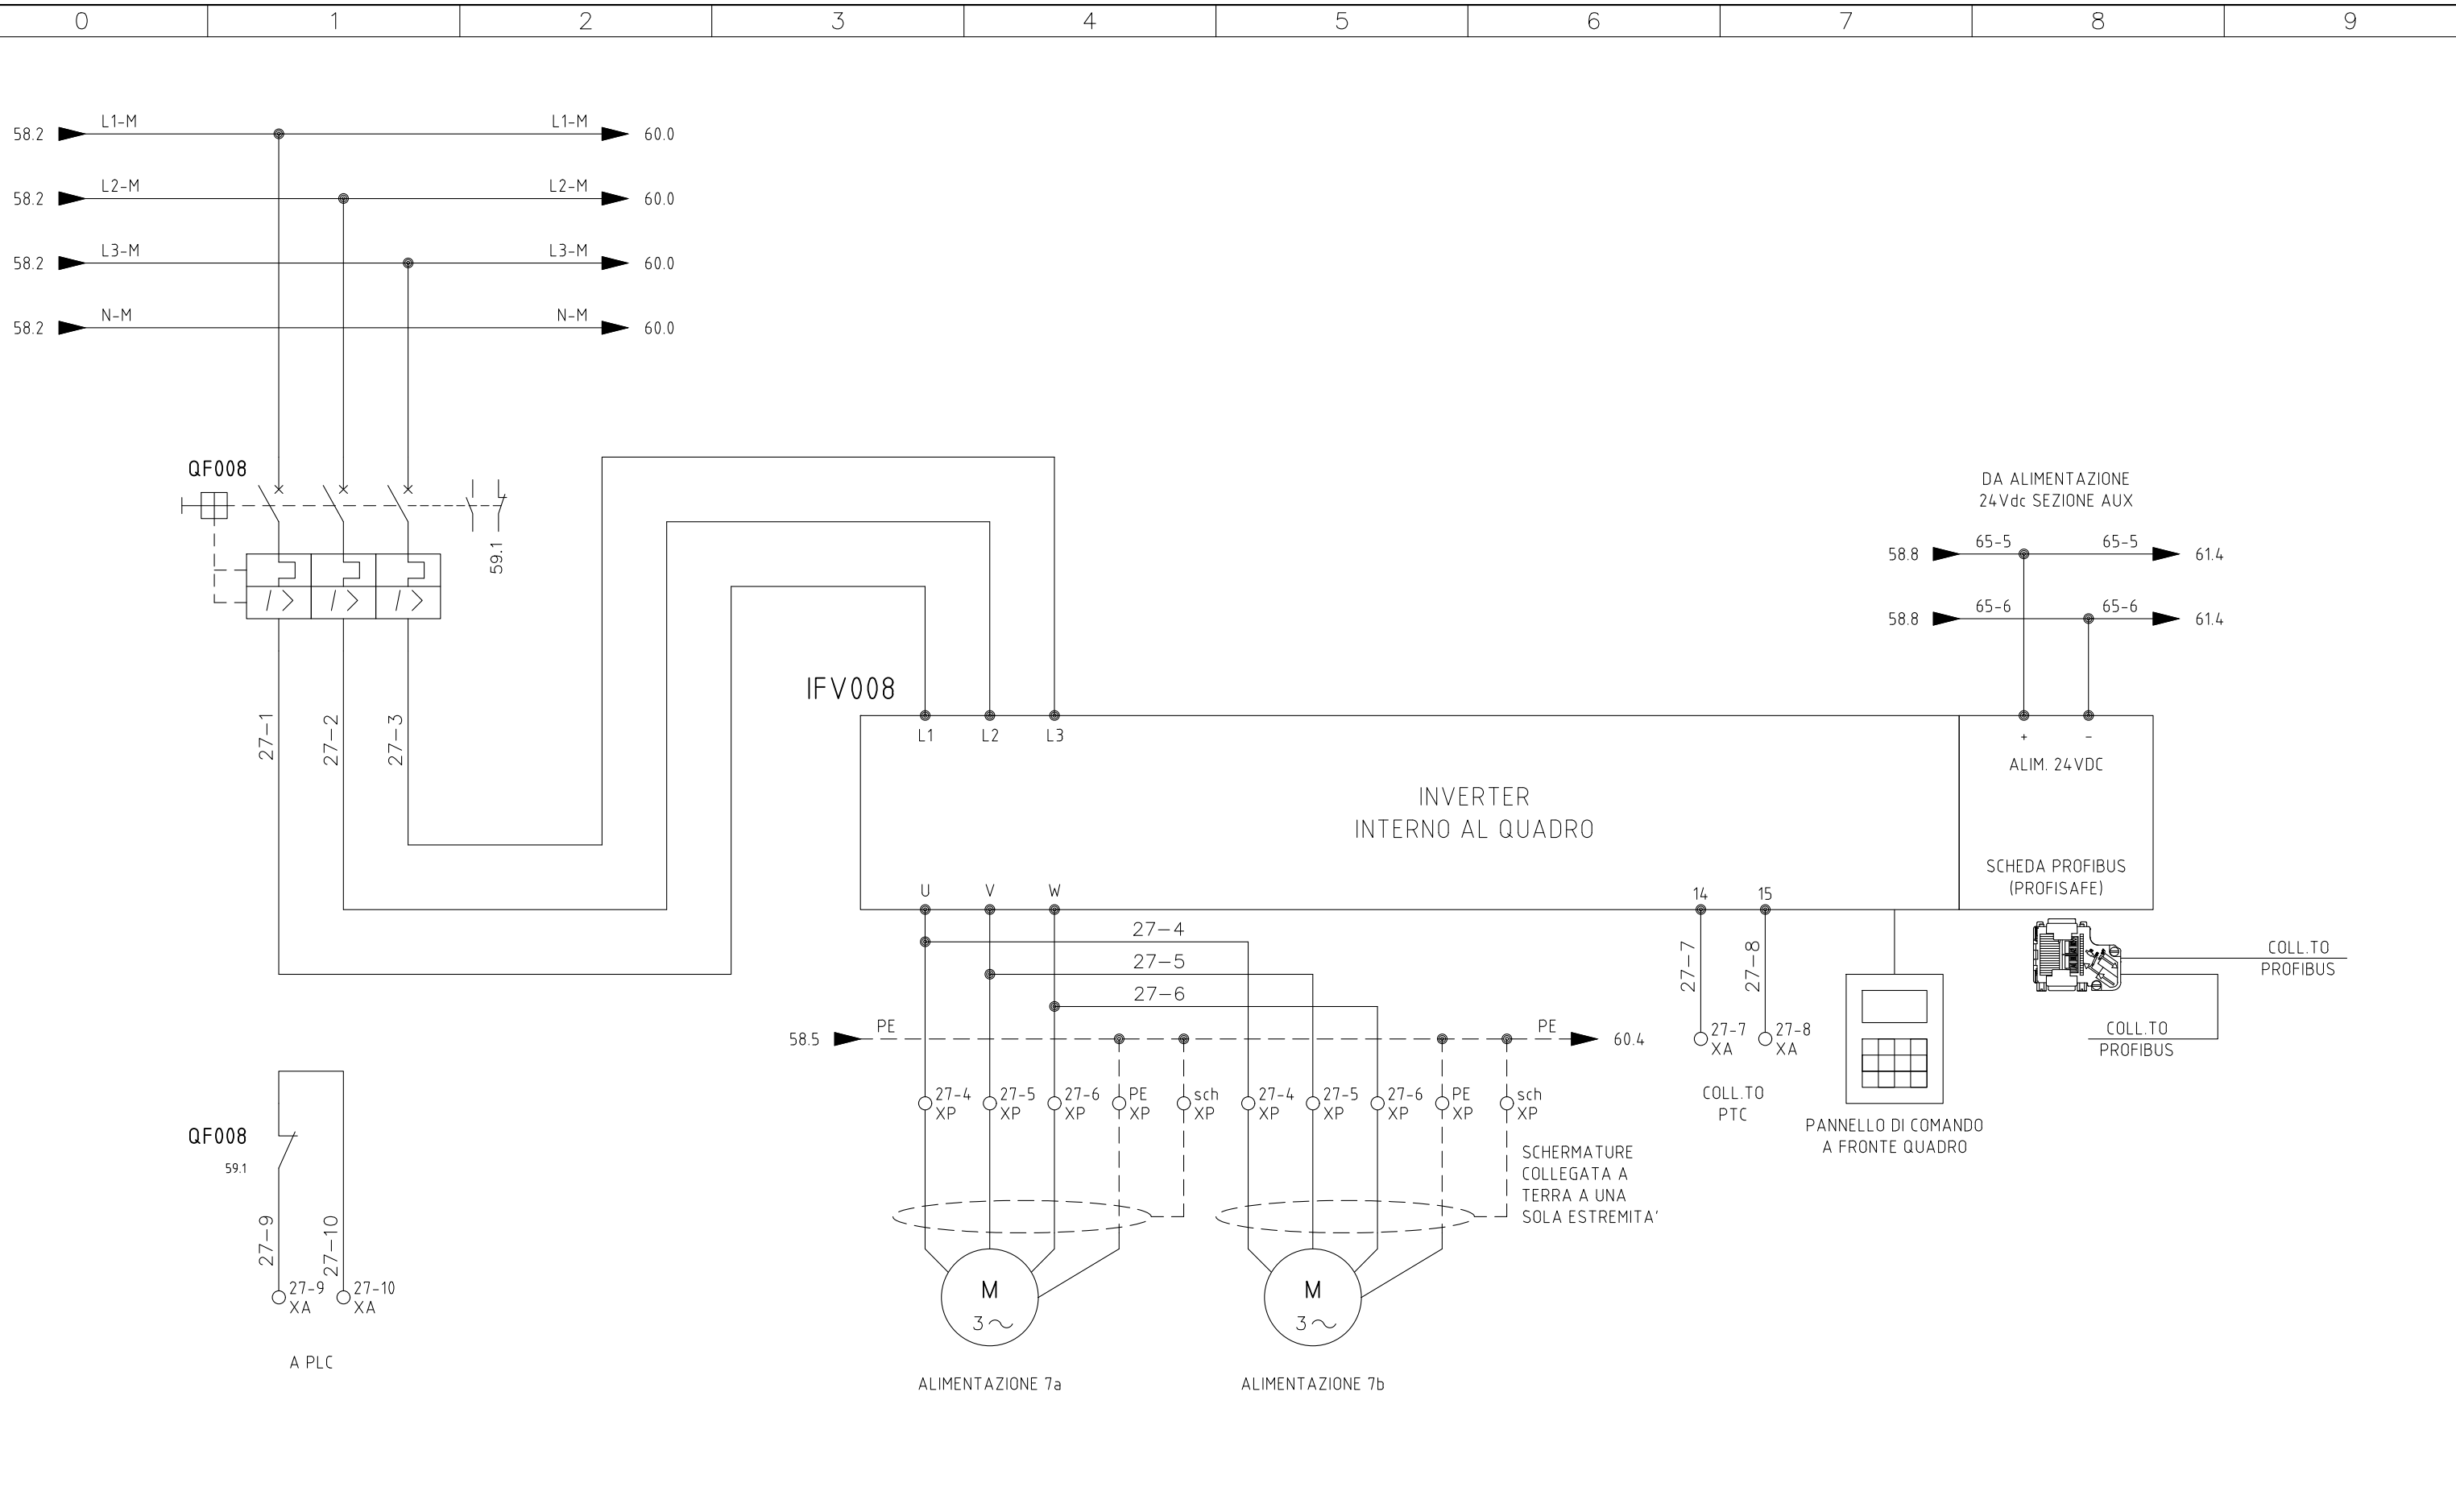 0 1 2 3 4 5 6 7 8 9
58.2 L1-M L1-M 60.0
58.2 L2-M L2-M 60.0
58.2 L3-M L3-M 60.0
58.2 N-M N-M 60.0
QF008
59.1
I> I> I>
27-1 27-2 27-3
DA ALIMENTAZIONE
24Vdc SEZIONE AUX
58.8 65-5 65-5 61.4
58.8 65-6 65-6 61.4
IFV008
L1 L2 L3
+ -
ALIM. 24VDC
INVERTER
INTERNO AL QUADRO
SCHEDA PROFIBUS
(PROFISAFE)
U V W 14 15
27-4
27-5
27-6
27-7 27-8
COLL.TO
PROFIBUS
COLL.TO
PROFIBUS
58.5 PE PE 60.4
27-7 27-8
XA XA
COLL.TO
PTC
27-4 27-5 27-6 PE sch 27-4 27-5 27-6 PE sch
XP XP XP XP XP XP XP XP XP XP
PANNELLO DI COMANDO
A FRONTE QUADRO
SCHERMATURE
COLLEGATA A
TERRA A UNA
SOLA ESTREMITA'
QF008
59.1
27-9 27-10
27-9 27-10
XA XA
A PLC
M M
3~ 3~
ALIMENTAZIONE 7a
ALIMENTAZIONE 7b